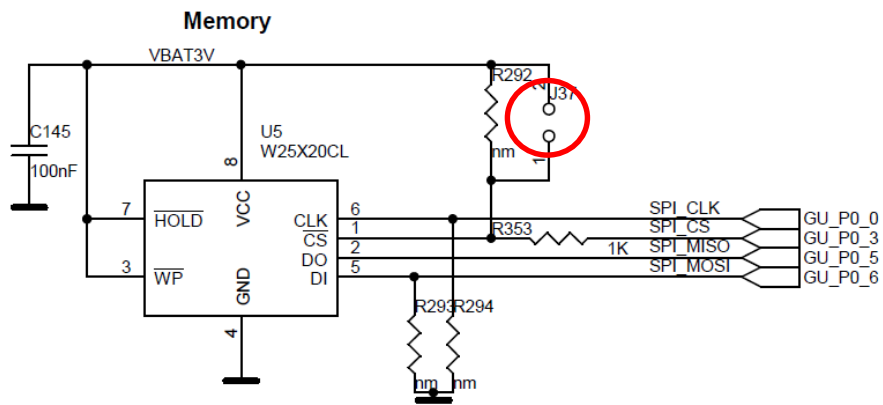 Memory
VBAT3V
R292
2
J37
C145
100nF
U5
W25X20CL
nm
1
8
7
HOLD
VCC
CLK
6
SPI_CLK
GU_P0_0
CS
1
R353
SPI_CS
GU_P0_3
DO
2
1K
SPI_MISO
GU_P0_5
3
WP
GND
DI
5
SPI_MOSI
GU_P0_6
4
R293
R294
nm
nm